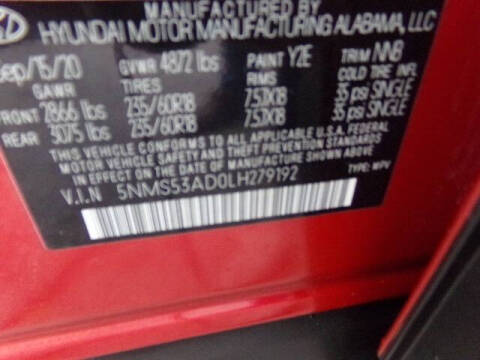 MANUFACTURED BY
HYUNDAI MOTOR MANUFACTURING ALABAMA, LLC
Sep/15/20 GVWR 4872 lbs PAINT Y2E TRIM NNB
GAWR TIRES RIMS COLD TIRE INFL
FRONT 2866 lbs 235/60R18 7.5JX18 35 psi SINGLE
REAR 3075 lbs 235/60R18 7.5JX18 35 psi SINGLE
THIS VEHICLE CONFORMS TO ALL APPLICABLE U.S.A. FEDERAL
MOTOR VEHICLE SAFETY AND THEFT PREVENTION
STANDARDS IN EFFECT ON THE DATE OF MANUFACTURE
V.I.N 5NMS53AD0LH279192 TYPE: MPV